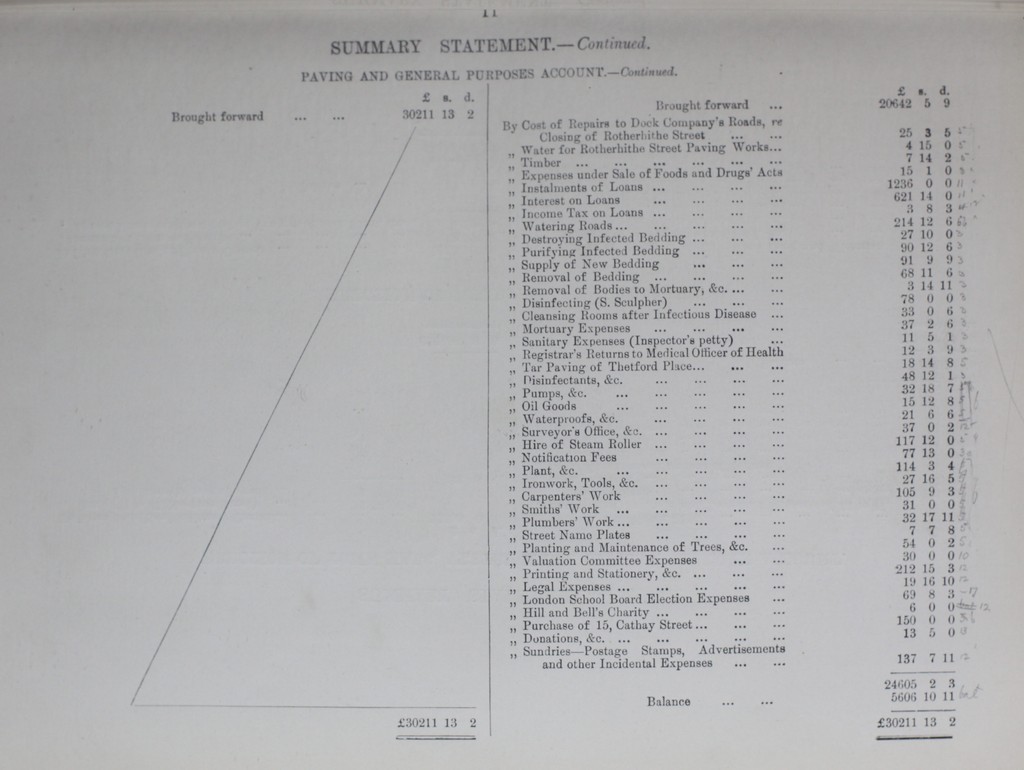 11
SUMMARY STATEMENT.—Continued.
PAVING AND GENERAL PURPOSES ACCOUNT.—Continued.
£ s. d.
Brought forward ... ... 30211 13 2
£30211 13 2
£ s. d.
Brought forward ... 20642 5 9
By Cost of Repairs to Dock Company's Roads, re
Closing of Rotherhithe Street ... ... 25 3 5
„ Water for Rotherhithe Street Paving Works... 4 15 0
„ Timber ... ... ... ... ... ... 7 14 2
„ Expenses under Sale of Foods and Drugs' Acts 15 1 0
„ Instalments of Loans ... ... ... ... 1236 0 0
„ Interest on Loans ... ... ... ... 621 14 0
„ Income Tax on Loans ... ... ... ... 3 8 3
„ Watering Roads ... ... ... ... ... 214 12 6
„ Destroying Infected Bedding ... ... ... 27 10 0
„ Purifying Infected Bedding ... ... ... 90 12 6
„ Supply of New Bedding ... ... ... 91 9 9
„ Removal of Bedding ... ... ... ... 68 11 6
„ Removal of Bodies to Mortuary, &c. ... ... 3 14 11
„ Disinfecting (S. Sculpher) ... ... ... 78 0 0
„ Cleansing Rooms after Infectious Disease ... 33 0 6
„ Mortuary Expenses ... ... ... ... 37 2 6
„ Sanitary Expenses (Inspector's petty) ... 11 5 1
„ Registrar's Returns to Medical Officer of Health 12 3 9
„ Tar Paving of Thetford Place... ... ... 18 14 8
„ Disinfectants, &c. ... ... ... ... 48 12 1
„ Pumps, &c. ... ... ... ... ... 32 18 7
„ Oil Goods ... ... ... ... ... 15 12 8
„ Waterproofs, &c. ... ... ... ... 21 6 6
„ Surveyor's Office, &c. ... ... ... ... 37 0 2
„ Hire of Steam Roller ... ... ... ... 117 12 0
„ Notification Fees ... ... ... ... 77 13 0
„ Plant, &c. ... ... ... ... ... 114 3 4
„ Ironwork, Tools, &c. ... ... ... ... 27 16 5
„ Carpenters' Work ... ... ... ... 105 9 3
„ Smiths' Work ... ... ... ... ... 31 0 0
„ Plumbers' Work ... ... ... ... ... 32 17 11
„ Street Name Plates ... ... ... ... 7 7 8
„ Planting and Maintenance of Trees, &c. ... 54 0 2
„ Valuation Committee Expenses ... ... 30 0 0
„ Printing and Stationery, &c. ... ... ... 212 15 3
„ Legal Expenses ... ... ... ... ... 19 16 10
„ London School Board Election Expenses ... 69 8 3
„ Hill and Bell's Charity ... ... ... ... 6 0 0
„ Purchase of 15, Cathay Street ... ... ... 150 0 0
„ Donations, &c. ... ... ... ... ... 13 5 0
„ Sundries—Postage Stamps, Advertisements
and other Incidental Expenses ... ... 137 7 11
24605 2 3
Balance ... ... 5606 10 11
£30211 13 2